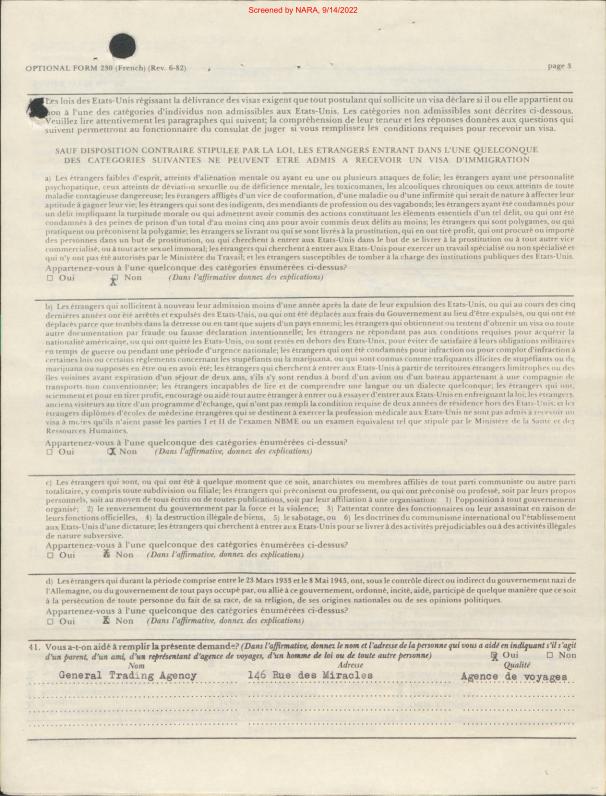 Screened by NARA, 9/14/2022
OPTIONAL FORM 230 (French) (Rev. 6-82)
page 3
Les lois des Etats-Unis régissant la délivrance des visas exigent que tout postulant qui sollicite un visa déclare si il ou elle appartient ou
non à l'une des catégories d'individus non admissibles aux Etats-Unis. Les catégories non admissibles sont décrites ci-dessous.
Veuillez lire attentivement les paragraphes qui suivent; la compréhension de leur teneur et les réponses données aux questions qui
suivent permettront au fonctionnaire du consulat de juger si vous remplissez les conditions requises pour recevoir un visa.
SAUF DISPOSITION CONTRAIRE STIPULEE PAR LA LOI, LES ETRANGERS ENTRANT DANS L'UNE QUELCONQUE
DES CATEGORIES SUIVANTES NE PEUVENT ETRE ADMIS A RECEVOIR UN VISA D'IMMIGRATION
a) Les étrangers faibles d'esprit, atteints d'aliénation mentale ou ayant eu une ou plusieurs attaques de folie; les étrangers ayant une personnalité
psychopatique, ceux atteints de déviation sexuelle ou de déficience mentale, les toxicomanes, les alcooliques chroniques ou ceux atteints de toute
maladie contagieuse dangereuse; les étrangers affligés d'un vice de conformation, d'une maladie ou d'une infirmité qui serait de nature à affecter leur
aptitude à gagner leur vie; les étrangers qui sont des indigents, des mendiants de profession ou des vagabonds; les étrangers ayant été condamnés pour
un délit impliquant la turpitude morale ou qui admettent avoir commis des actions constituant les éléments essentiels d'un tel délit, ou qui ont été
condamnés à des peines de prison d'un total d'au moins cinq ans pour avoir commis deux délits au moins; les étrangers qui sont polygames, ou qui
pratiquent ou préconisent la polygamie; les étrangers se livrant ou qui se sont livrés à la prostitution, qui en ont tiré profit, qui ont procuré ou importé
des personnes dans un but de prostitution, ou qui cherchent à entrer aux Etats-Unis dans le but de se livrer à la prostitution ou à tout autre vice
commercialisé, ou à tout acte sexuel immoral; les étrangers qui cherchent à entrer aux Etats-Unis pour exercer un travail spécialisé ou non spécialisé et
qui n'y ont pas été autorisés par le Ministère du Travail; et les étrangers susceptibles de tomber à la charge des institutions publiques des Etats-Unis.
Appartenez-vous à l'une quelconque des catégories énumérées ci-dessus?
☐ Oui X Non (Dans l'affirmative donnez des explications)
b) Les étrangers qui sollicitent à nouveau leur admission moins d'une année après la date de leur expulsion des Etats-Unis, ou qui au cours des cinq
dernières années ont été arrêtés et expulsés des Etats-Unis, ou qui ont été déplacés aux frais du Gouvernement au lieu d'être expulsés, ou qui ont été
déplacés parce que tombés dans la détresse ou en tant que sujets d'un pays ennemi; les étrangers qui obtiennent ou tentent d'obtenir un visa ou toute
autre documentation par fraude ou fausse déclaration intentionnelle; les étrangers ne répondant pas aux conditions requises pour acquérir la
nationalité américaine, ou qui ont quitté les Etats-Unis, ou sont restés en dehors des Etats-Unis, pour éviter de satisfaire à leurs obligations militaires
en temps de guerre ou pendant une période d'urgence nationale; les étrangers qui ont été condamnés pour infraction ou pour complot d'infraction à
certaines lois ou certains règlements concernant les stupéfiants ou la marijuana, ou qui sont connus comme trafiquants illicites de stupéfiants ou de
marijuana ou supposés en être ou en avoir été; les étrangers qui cherchent à entrer aux Etats-Unis à partir de territoires étrangers limitrophes ou des
îles voisines avant expiration d'un séjour de deux ans, s'ils s'y sont rendus à bord d'un avion ou d'un bateau appartenant à une compagnie de
transports non conventionnée; les étrangers incapables de lire et de comprendre une langue ou un dialecte quelconque; les étrangers qui ont,
sciemment et pour en tirer profit, encouragé ou aidé tout autre étranger à entrer ou à essayer d'entrer aux Etats-Unis en enfreignant la loi; les étrangers,
anciens visiteurs au titre d'un programme d'échange, qui n'ont pas rempli la condition requise de deux années de résidence hors des Etats-Unis, et les
étrangers diplômés d'écoles de médecine étrangères qui se destinent à exercer la profession médicale aux Etats-Unis ne sont pas admis à recevoir un
visa à moins qu'ils n'aient passé les parties I et II de l'examen NBME ou un examen équivalent tel que stipulé par le Ministère de la Santé et des
Ressources Humaines.
Appartenez-vous à l'une quelconque des catégories énumérées ci-dessus?
☐ Oui X Non (Dans l'affirmative, donnez des explications)
c) Les étrangers qui sont, ou qui ont été à quelque moment que ce soit, anarchistes ou membres affiliés de tout parti communiste ou autre parti
totalitaire, y compris toute subdivision ou filiale; les étrangers qui préconisent ou professent, ou qui ont préconisé ou professé, soit par leurs propos
personnels, soit au moyen de tous écrits ou de toutes publications, soit par leur affiliation à une organisation: 1) l'opposition à tout gouvernement
organisé; 2) le renversement du gouvernement par la force et la violence; 3) l'attentat contre des fonctionnaires ou leur assassinat en raison de
leurs fonctions officielles, 4) la destruction illégale de biens, 5) le sabotage, ou 6) les doctrines du communisme international ou l'établissement
aux Etats-Unis d'une dictature; les étrangers qui cherchent à entrer aux Etats-Unis pour se livrer à des activités préjudiciables ou à des activités illégales
de nature subversive.
Appartenez-vous à l'une quelconque des catégories énumérées ci-dessus?
☐ Oui X Non (Dans l'affirmative, donnez des explications)
d) Les étrangers qui durant la période comprise entre le 23 Mars 1933 et le 8 Mai 1945, ont, sous le contrôle direct ou indirect du gouvernement nazi de
l'Allemagne, ou du gouvernement de tout pays occupé par, ou allié à ce gouvernement, ordonné, incité, aidé, participé de quelque manière que ce soit
à la persécution de toute personne du fait de sa race, de sa religion, de ses origines nationales ou de ses opinions politiques.
Appartenez-vous à l'une quelconque des catégories énumérées ci-dessus?
☐ Oui X Non (Dans l'affirmative, donnez des explications)
41. Vous a-t-on aidé à remplir la présente demande? (Dans l'affirmative, donnez le nom et l'adresse de la personne qui vous a aidé en indiquant s'il s'agit
d'un parent, d'un ami, d'un représentant d'agence de voyages, d'un homme de loi ou de toute autre personne) X Oui ☐ Non
Nom Adresse Qualité
General Trading Agency 146 Rue des Miracles Agence de voyages